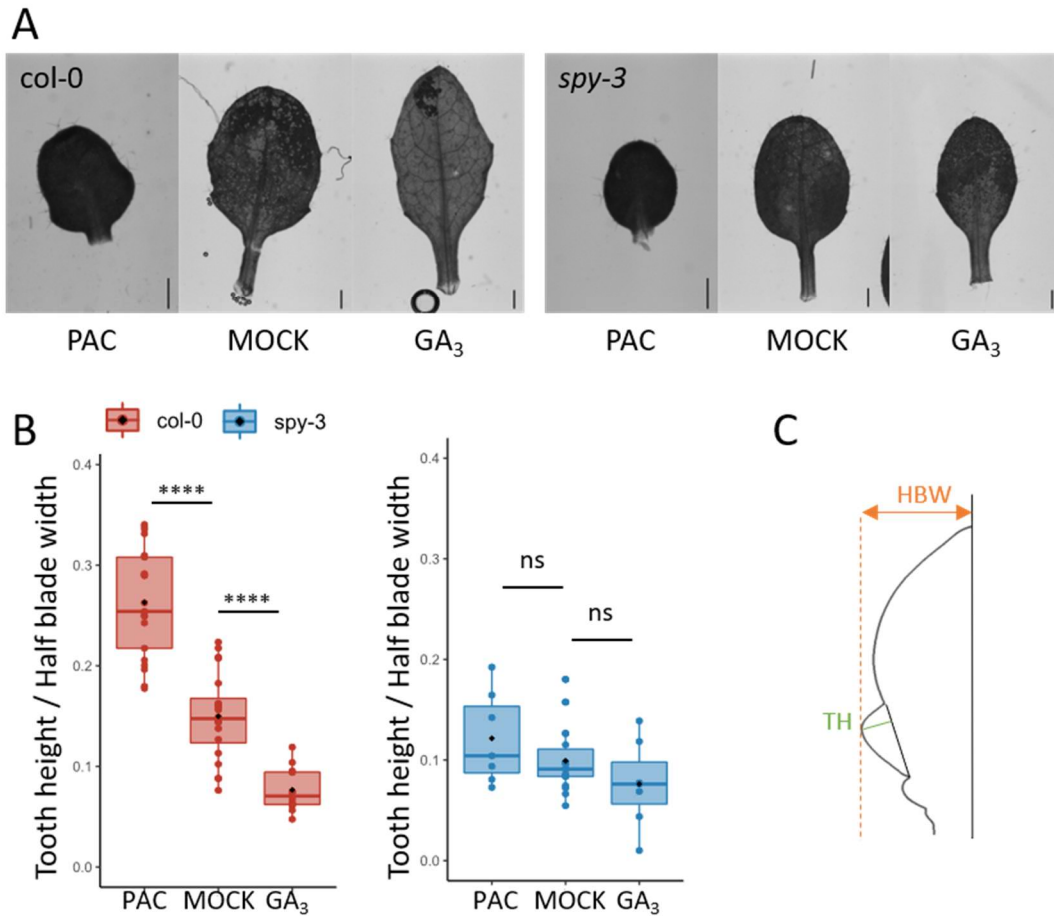 A
col-0
spy-3
PAC MOCK GA₃ PAC MOCK GA₃
B
col-0 spy-3
C
Tooth height / Half blade width
0.4
0.3
0.2
0.1
0.0
****
****
PAC MOCK GA₃
Tooth height / Half blade width
0.4
0.3
0.2
0.1
0.0
ns
ns
PAC MOCK GA₃
HBW
TH